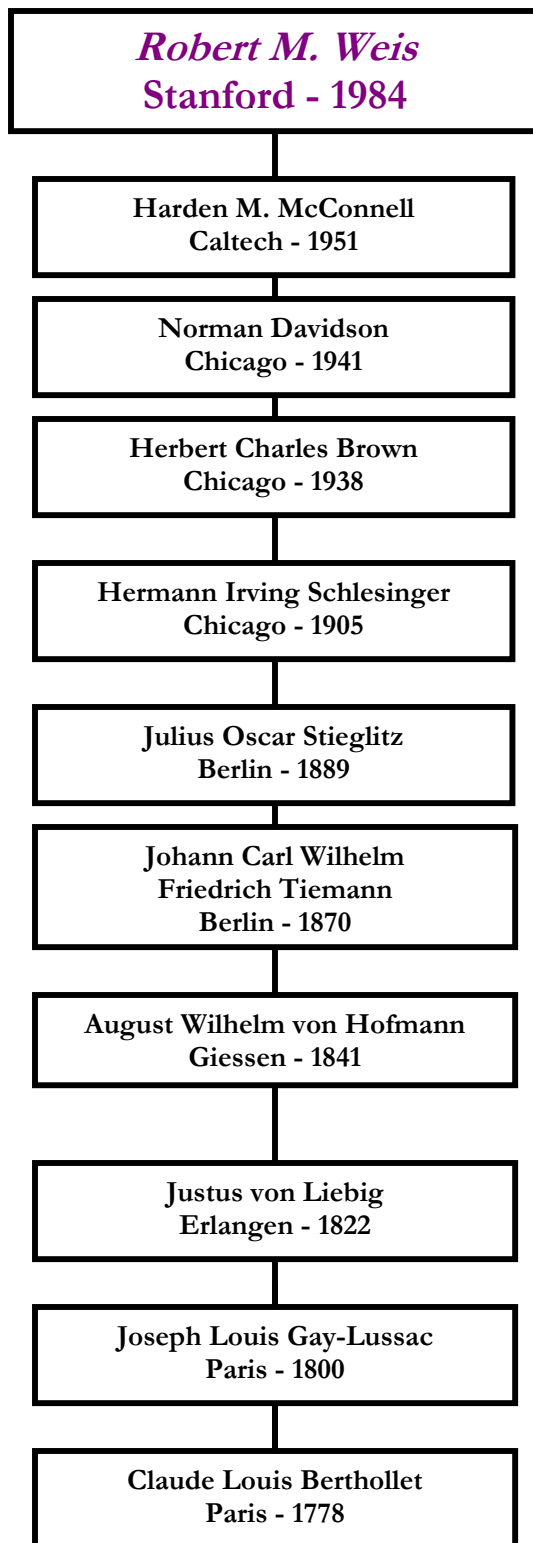 Robert M. Weis
Stanford - 1984
Harden M. McConnell
Caltech - 1951
Norman Davidson
Chicago - 1941
Herbert Charles Brown
Chicago - 1938
Hermann Irving Schlesinger
Chicago - 1905
Julius Oscar Stieglitz
Berlin - 1889
Johann Carl Wilhelm
Friedrich Tiemann
Berlin - 1870
August Wilhelm von Hofmann
Giessen - 1841
Justus von Liebig
Erlangen - 1822
Joseph Louis Gay-Lussac
Paris - 1800
Claude Louis Berthollet
Paris - 1778